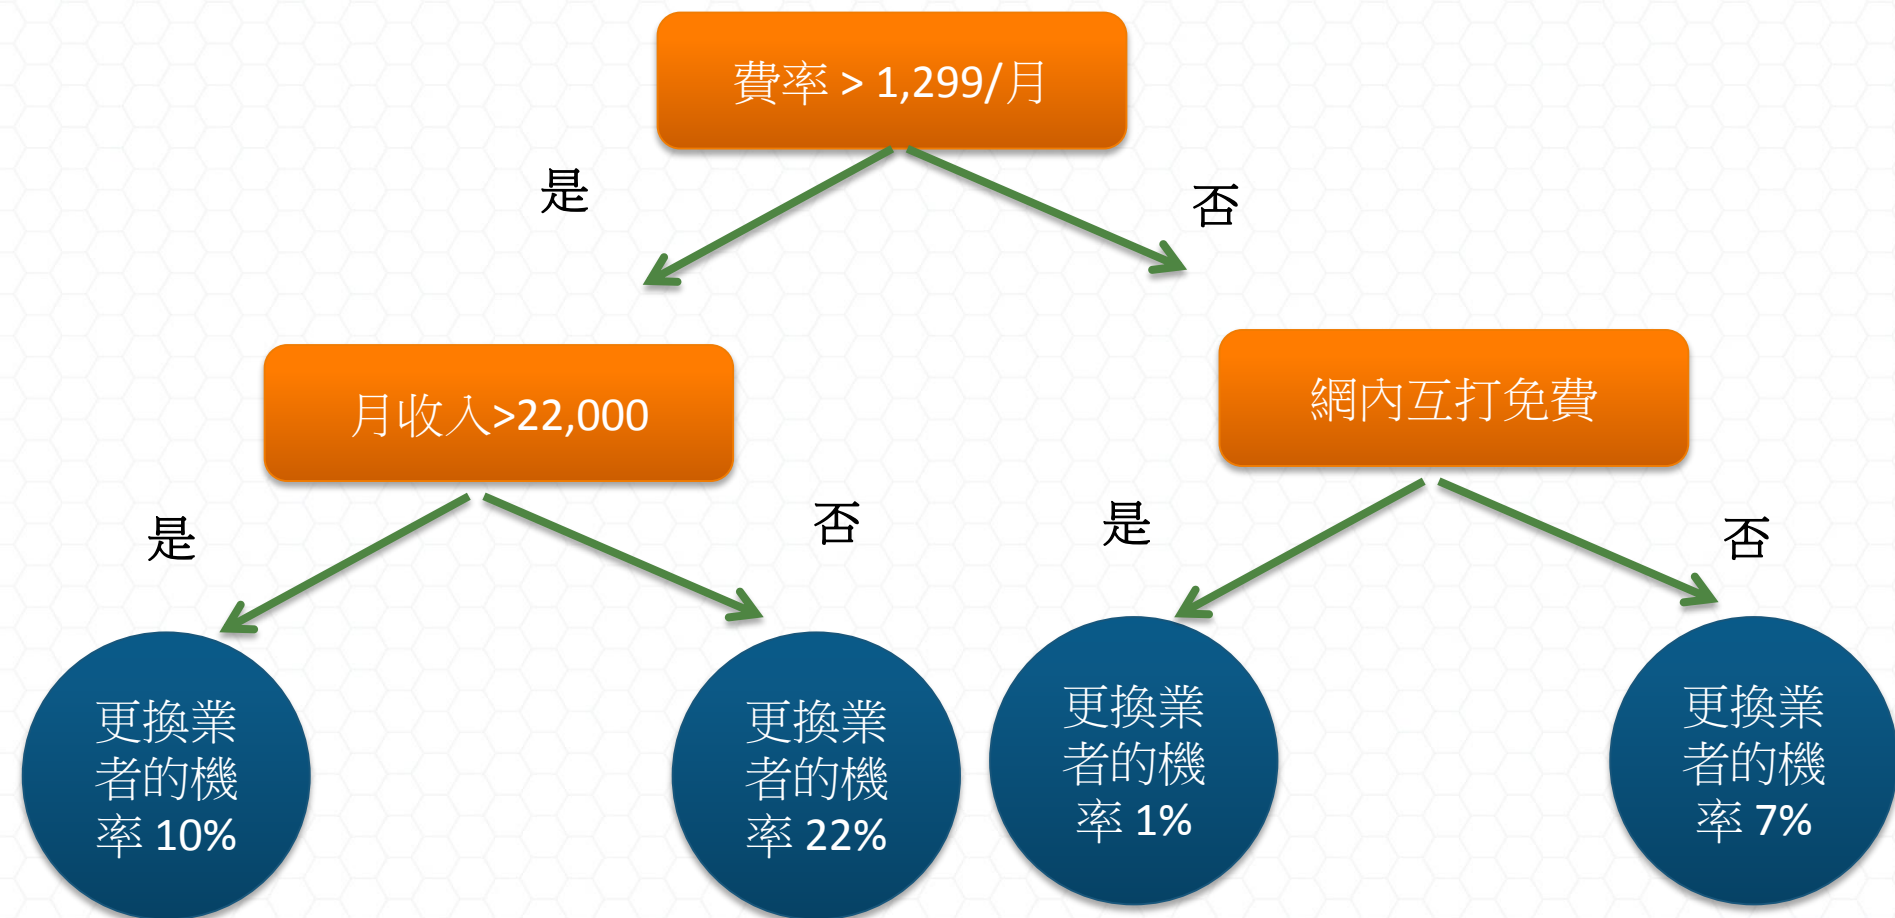 費率 > 1,299/月
是
否
月收入>22,000
網內互打免費
是
否
是
否
更換業
者的機
率 10%
更換業
者的機
率 22%
更換業
者的機
率 1%
更換業
者的機
率 7%